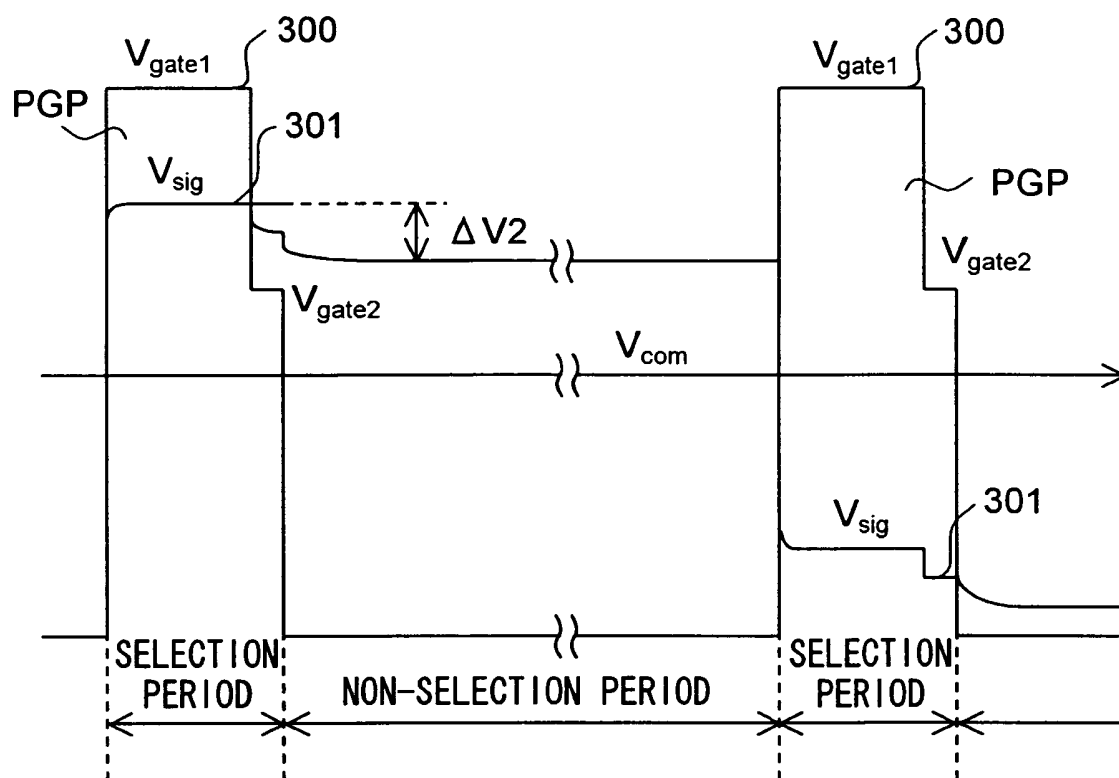 300
V_gate1
PGP
V_sig
301
ΔV2
V_gate2
V_com
300
V_gate1
PGP
V_gate2
V_sig
301
SELECTION
PERIOD
NON-SELECTION PERIOD
SELECTION
PERIOD